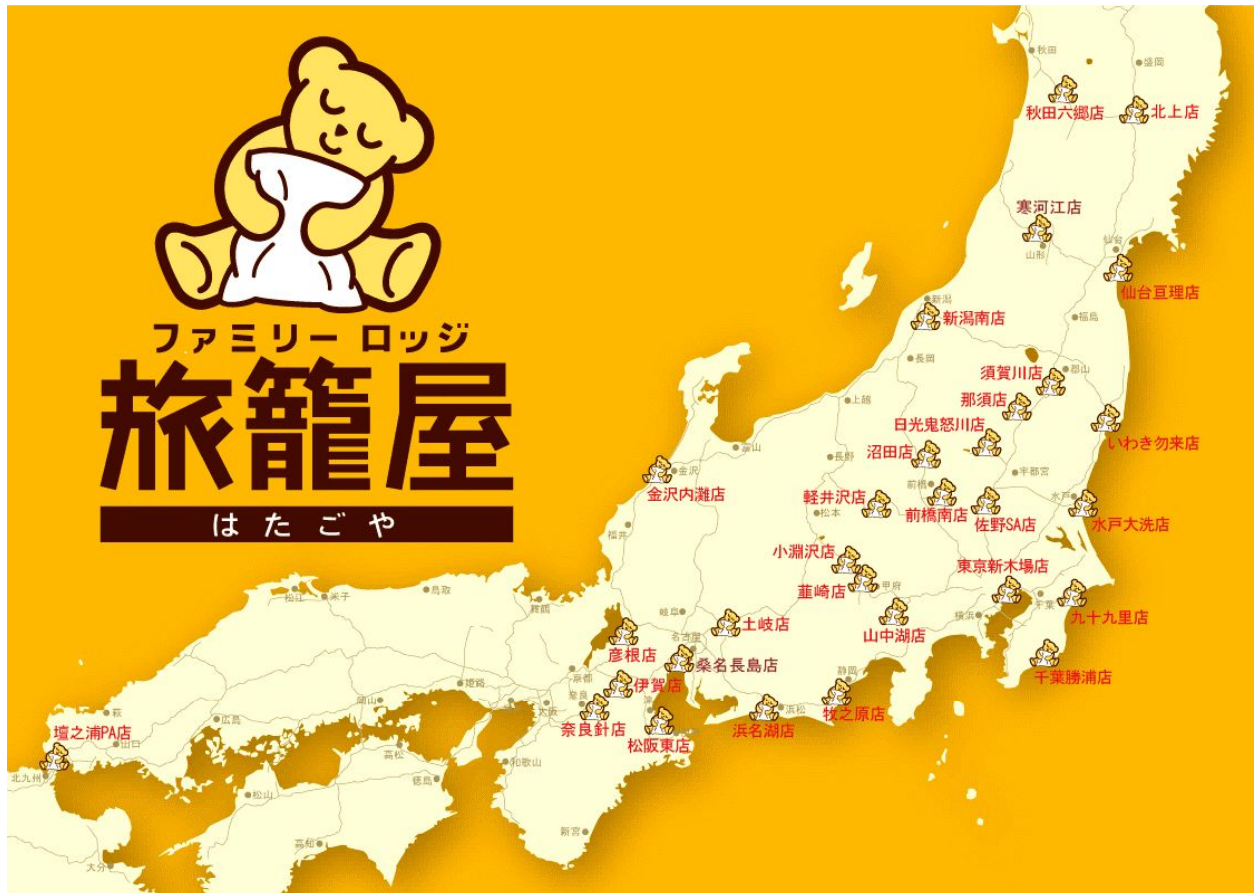 ファミリー ロッジ
旅籠屋
はたごや
秋田
盛岡
秋田六郷店
北上店
寒河江店
山形
仙台
仙台亘理店
新潟
新潟南店
福島
長岡
須賀川店
郡山
那須店
上越
日光鬼怒川店
いわき勿来店
沼田店
富山
長野
宇都宮
金沢
金沢内灘店
軽井沢店
前橋
前橋南店
佐野SA店
水戸
水戸大洗店
松本
福井
小淵沢店
東京新木場店
韮崎店
甲府
千葉
九十九里店
松江
米子
鳥取
舞鶴
岐阜
土岐店
山中湖店
横浜
彦根店
名古屋
桑名長島店
千葉勝浦店
京都
静岡
姫路
伊賀店
岡山
奈良
大阪
津
浜松
牧之原店
萩
広島
奈良針店
松阪東店
浜名湖店
壇之浦PA店
山口
高松
和歌山
北九州
徳島
松山
新宮
高知
大分